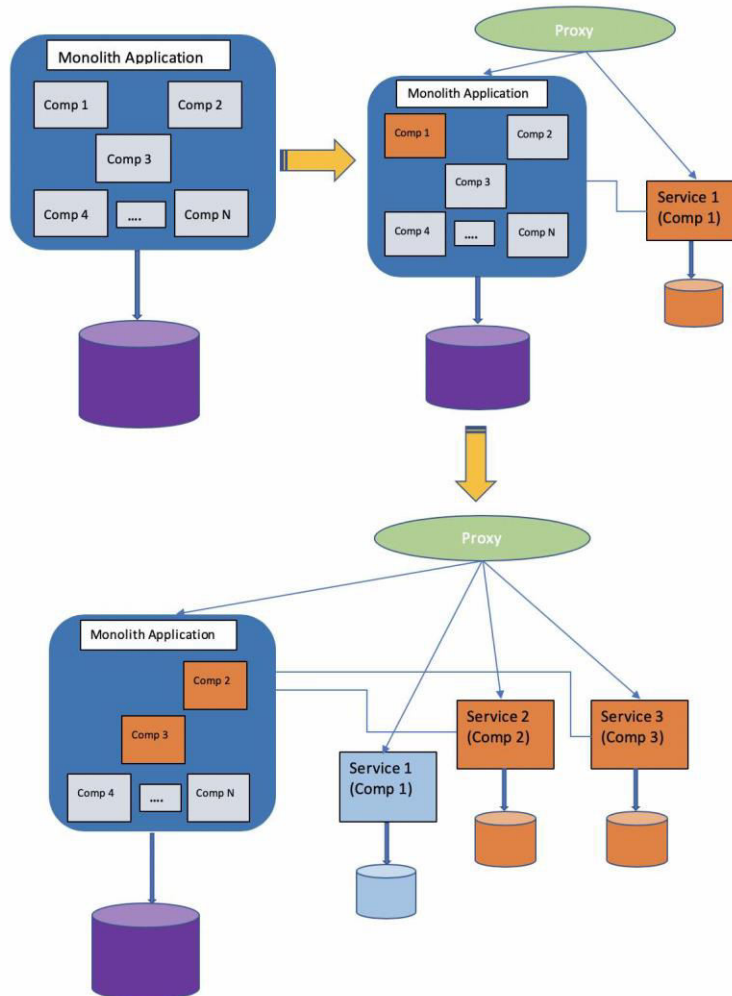 Monolith Application
Comp 1
Comp 2
Comp 3
Comp 4
....
Comp N
Proxy
Monolith Application
Comp 1
Comp 2
Comp 3
Comp 4
....
Comp N
Service 1
(Comp 1)
Proxy
Monolith Application
Comp 2
Comp 3
Comp 4
....
Comp N
Service 1
(Comp 1)
Service 2
(Comp 2)
Service 3
(Comp 3)